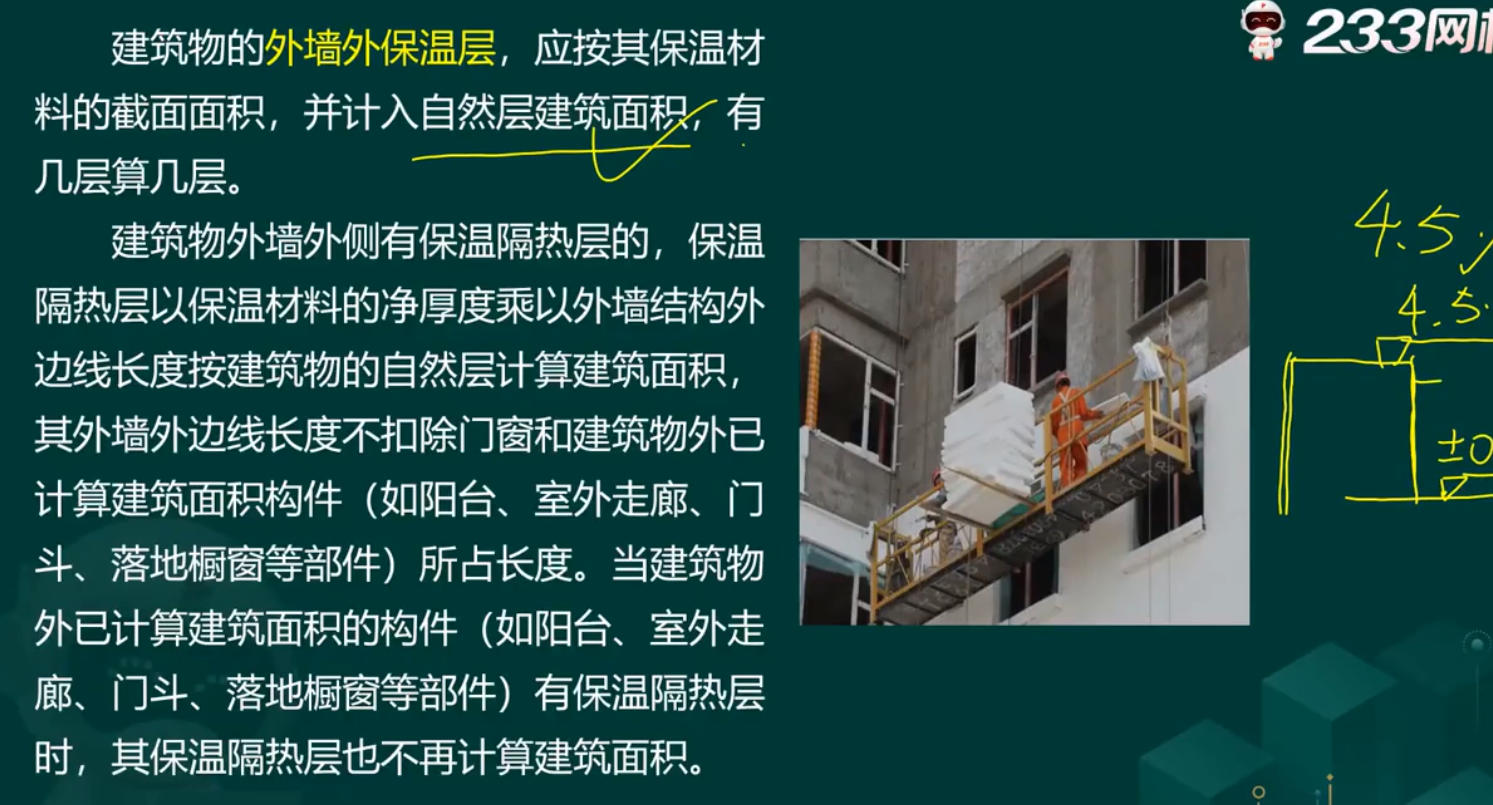 建筑物的外墙外保温层，应按其保温材
料的截面面积，并计入自然层建筑面积，有
几层算几层。
建筑物外墙外侧有保温隔热层的，保温
隔热层以保温材料的净厚度乘以外墙结构外
边线长度按建筑物的自然层计算建筑面积，
其外墙外边线长度不扣除门窗和建筑物外已
计算建筑面积构件（如阳台、室外走廊、门
斗、落地橱窗等部件）所占长度。当建筑物
外已计算建筑面积的构件（如阳台、室外走
廊、门斗、落地橱窗等部件）有保温隔热层
时，其保温隔热层也不再计算建筑面积。
233网
4.5
4.5
±0